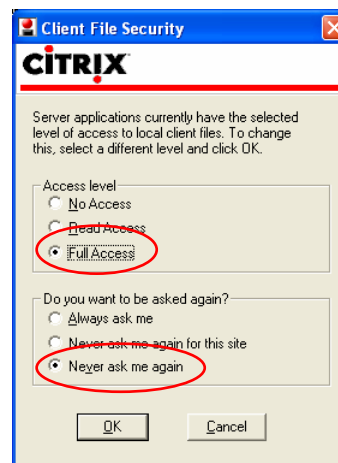 Client File Security
CİTRIX
Server applications currently have the selected
level of access to local client files. To change
this, select a different level and click OK.
Access level
No Access
Read Access
Full Access
Do you want to be asked again?
Always ask me
Never ask me again for this site
Never ask me again
OK
Cancel